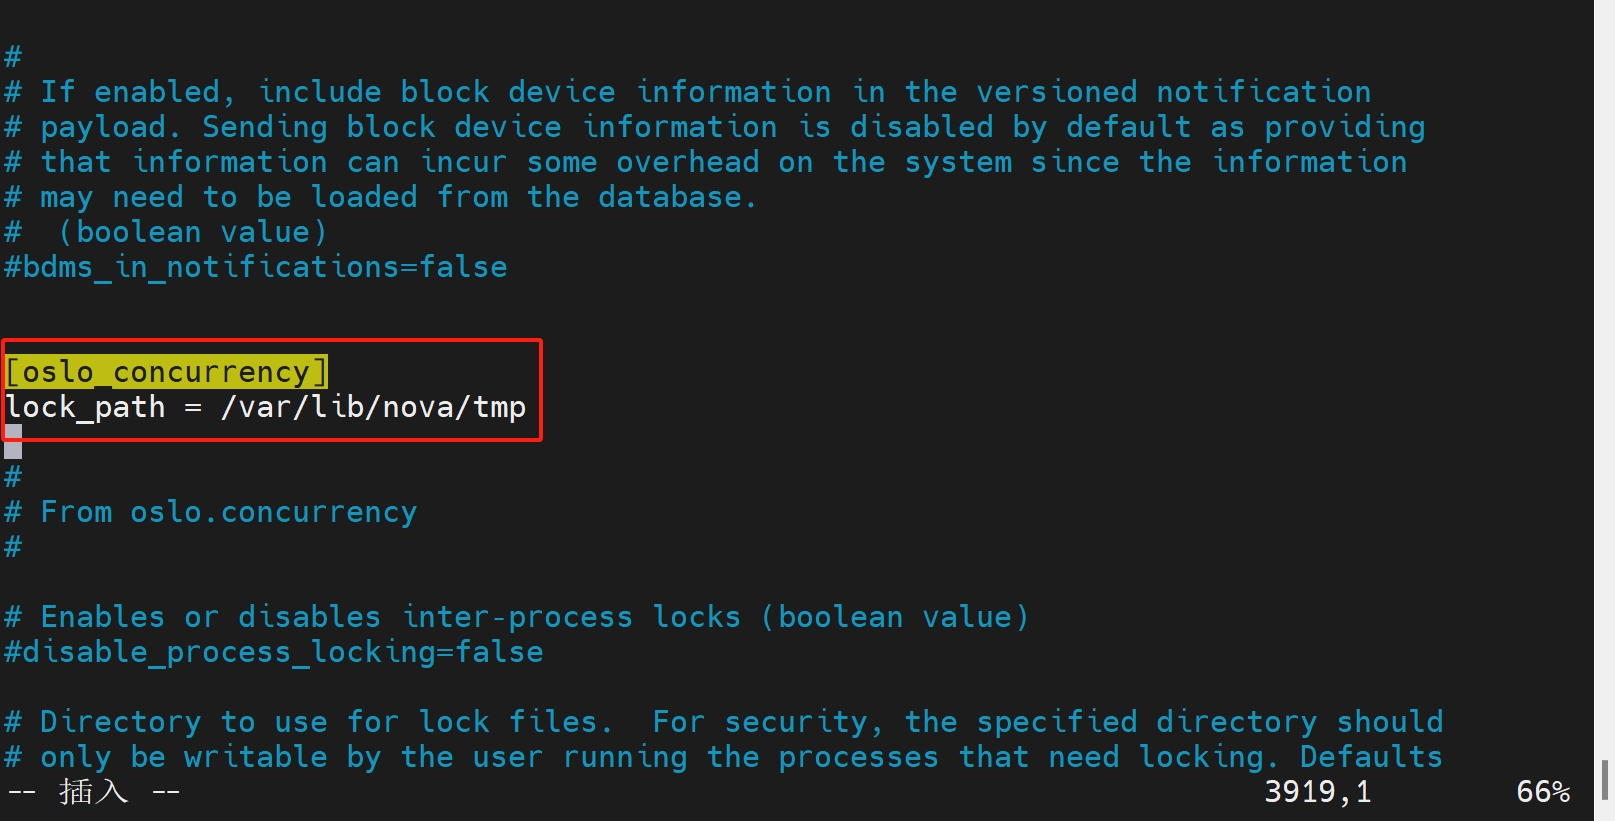 #
# If enabled, include block device information in the versioned notification
# payload. Sending block device information is disabled by default as providing
# that information can incur some overhead on the system since the information
# may need to be loaded from the database.
#  (boolean value)
#bdms_in_notifications=false
[oslo_concurrency]
lock_path = /var/lib/nova/tmp
#
# From oslo.concurrency
#
# Enables or disables inter-process locks (boolean value)
#disable_process_locking=false
# Directory to use for lock files.  For security, the specified directory should
# only be writable by the user running the processes that need locking. Defaults
-- 插入 -- 3919,1 66%